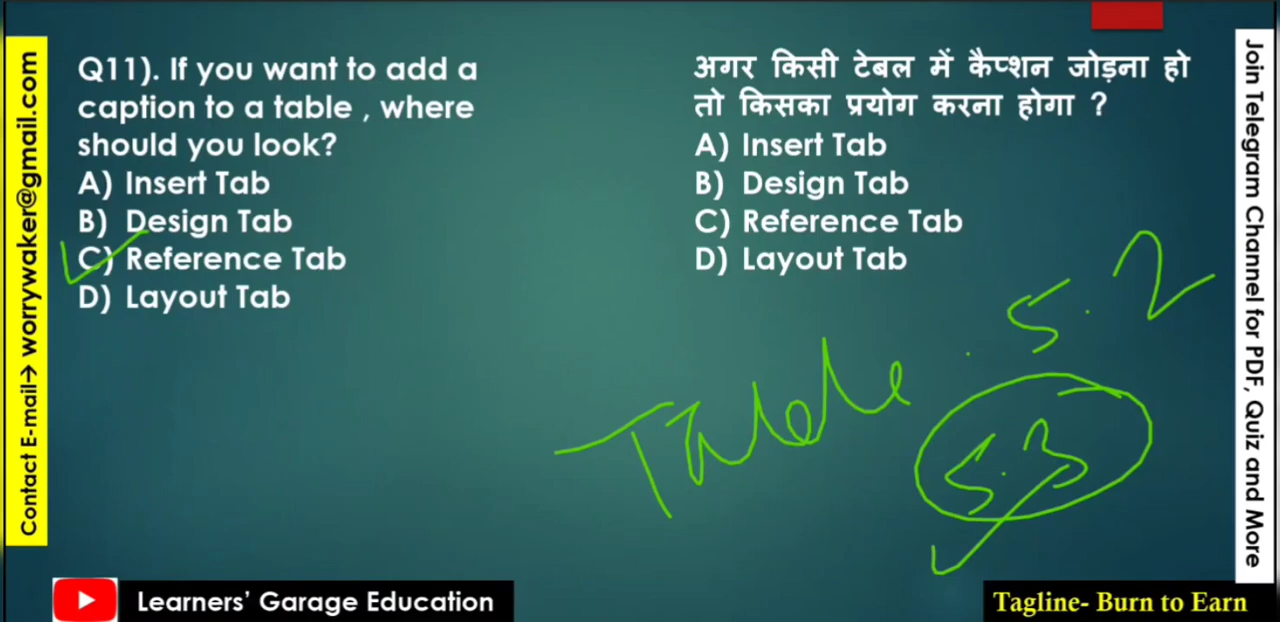 Contact E-mail→ worrywaker@gmail.com
Q11). If you want to add a
caption to a table , where
should you look?
A) Insert Tab
B) Design Tab
C) Reference Tab
D) Layout Tab
अगर किसी टेबल में कैप्शन जोड़ना हो
तो किसका प्रयोग करना होगा ?
A) Insert Tab
B) Design Tab
C) Reference Tab
D) Layout Tab
Table 5.2
5.3
Join Telegram Channel for PDF, Quiz and More
Learners’ Garage Education
Tagline- Burn to Earn